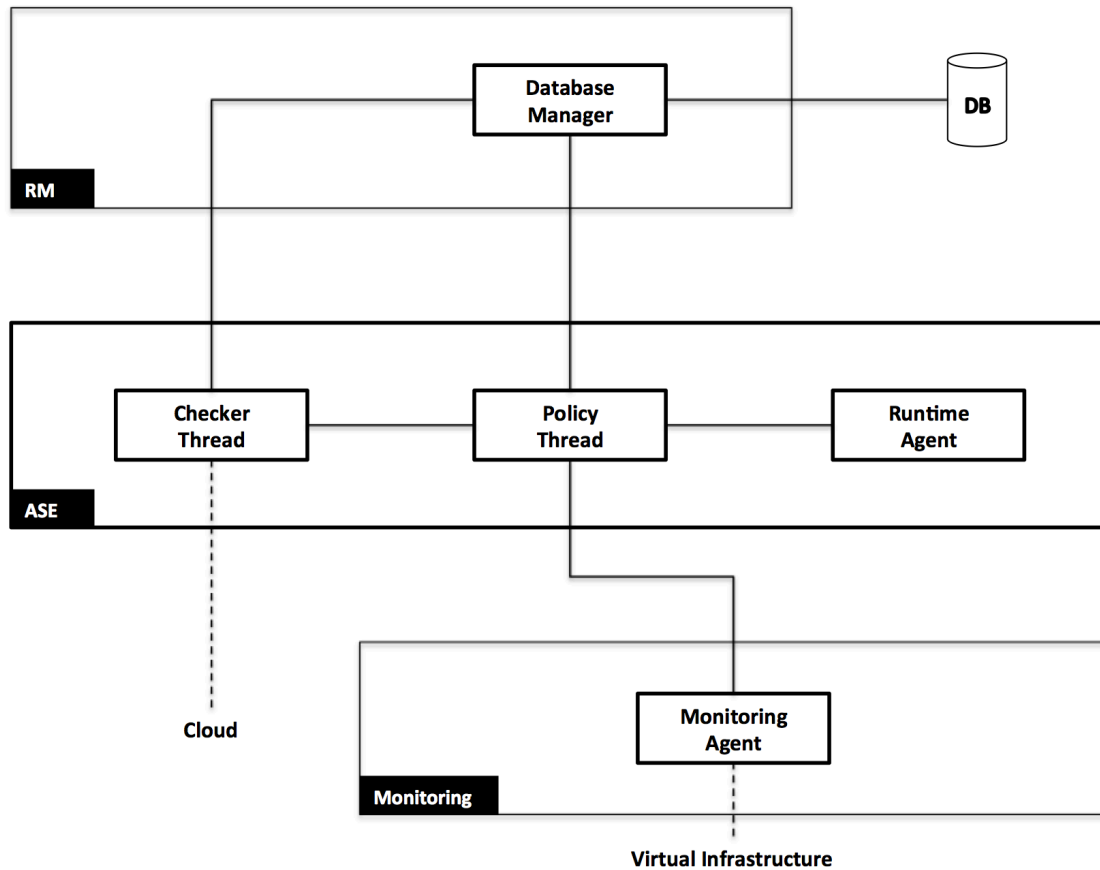 Database
Manager
DB
RM
Checker
Thread
Policy
Thread
Runtime
Agent
ASE
Cloud
Monitoring
Agent
Monitoring
Virtual Infrastructure